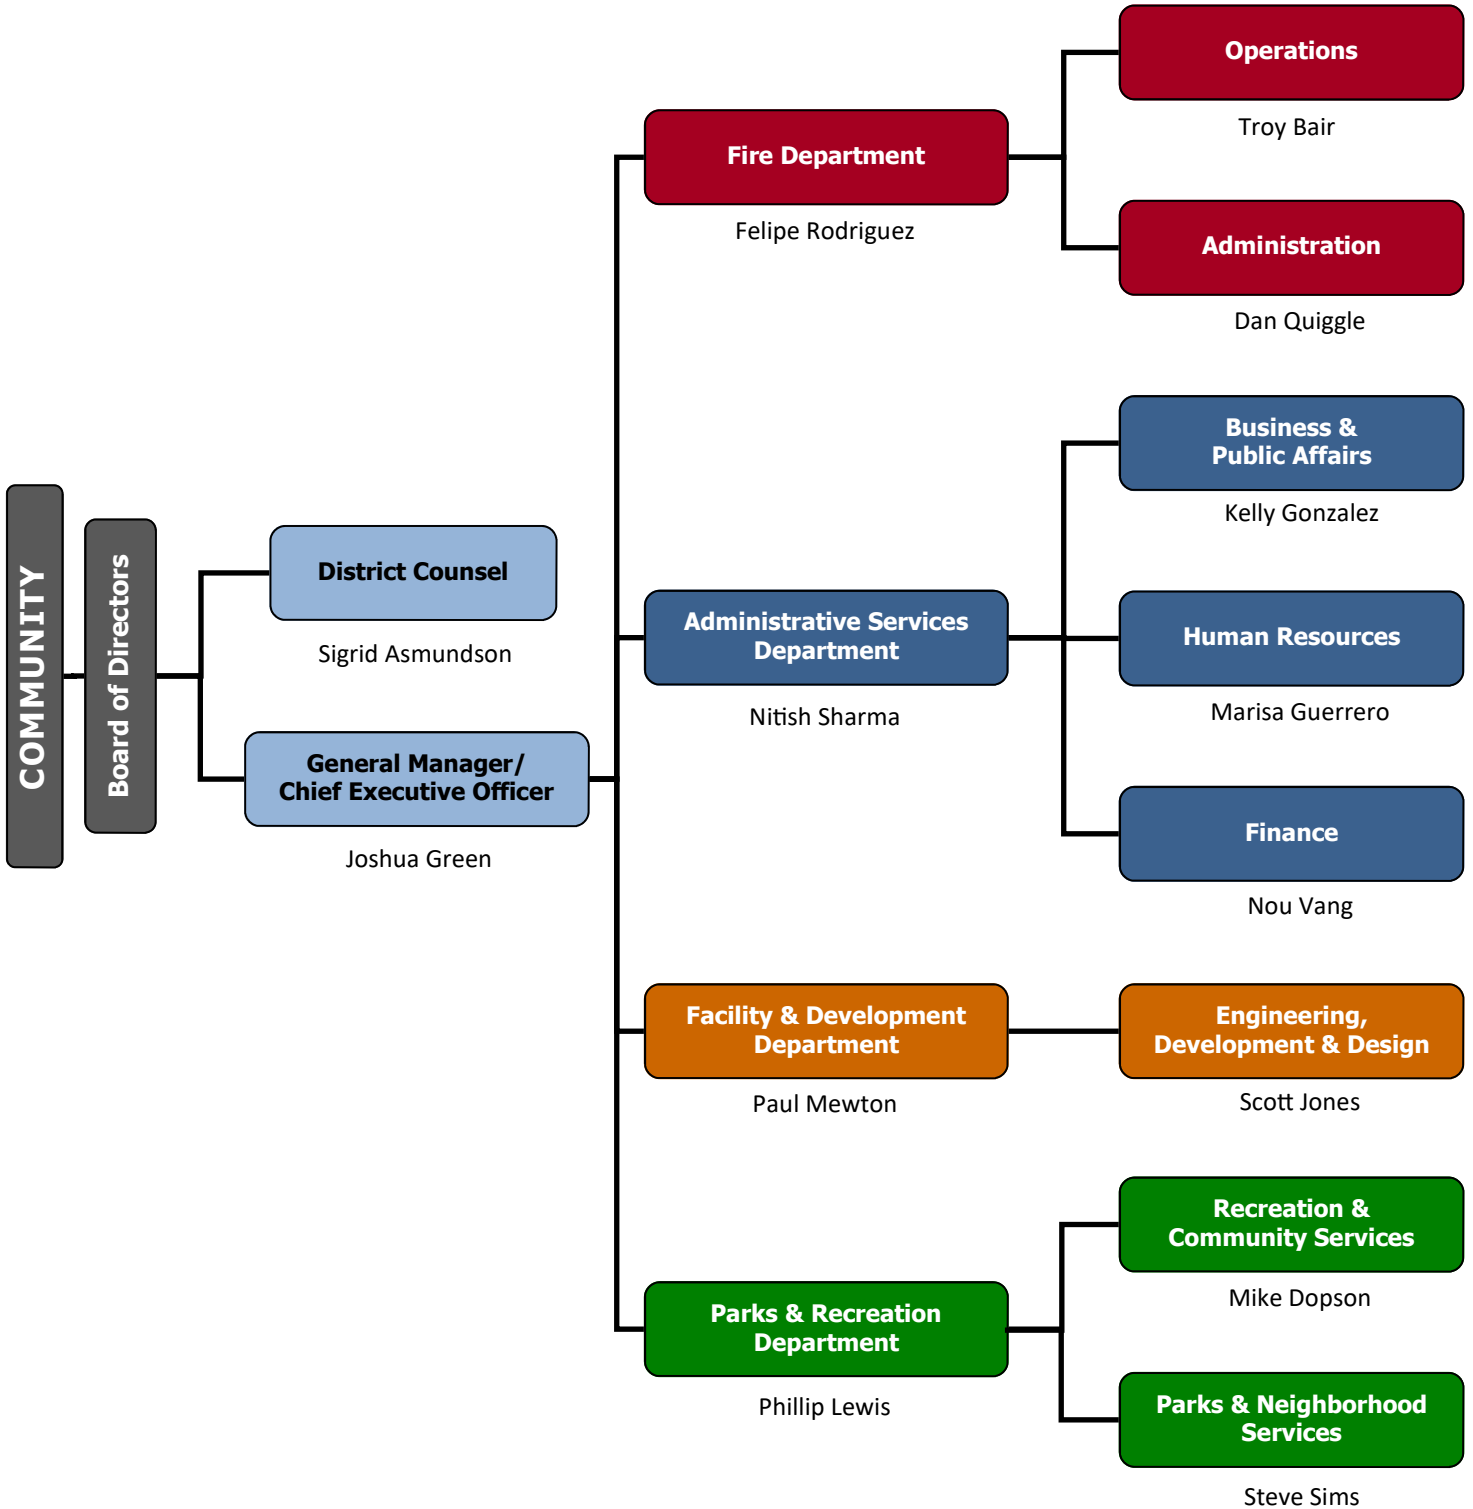 COMMUNITY
Board of Directors
District Counsel
Sigrid Asmundson
General Manager/
Chief Executive Officer
Joshua Green
Fire Department
Felipe Rodriguez
Operations
Troy Bair
Administration
Dan Quiggle
Administrative Services
Department
Nitish Sharma
Business &
Public Affairs
Kelly Gonzalez
Human Resources
Marisa Guerrero
Finance
Nou Vang
Facility & Development
Department
Paul Mewton
Engineering,
Development & Design
Scott Jones
Parks & Recreation
Department
Phillip Lewis
Recreation &
Community Services
Mike Dopson
Parks & Neighborhood
Services
Steve Sims